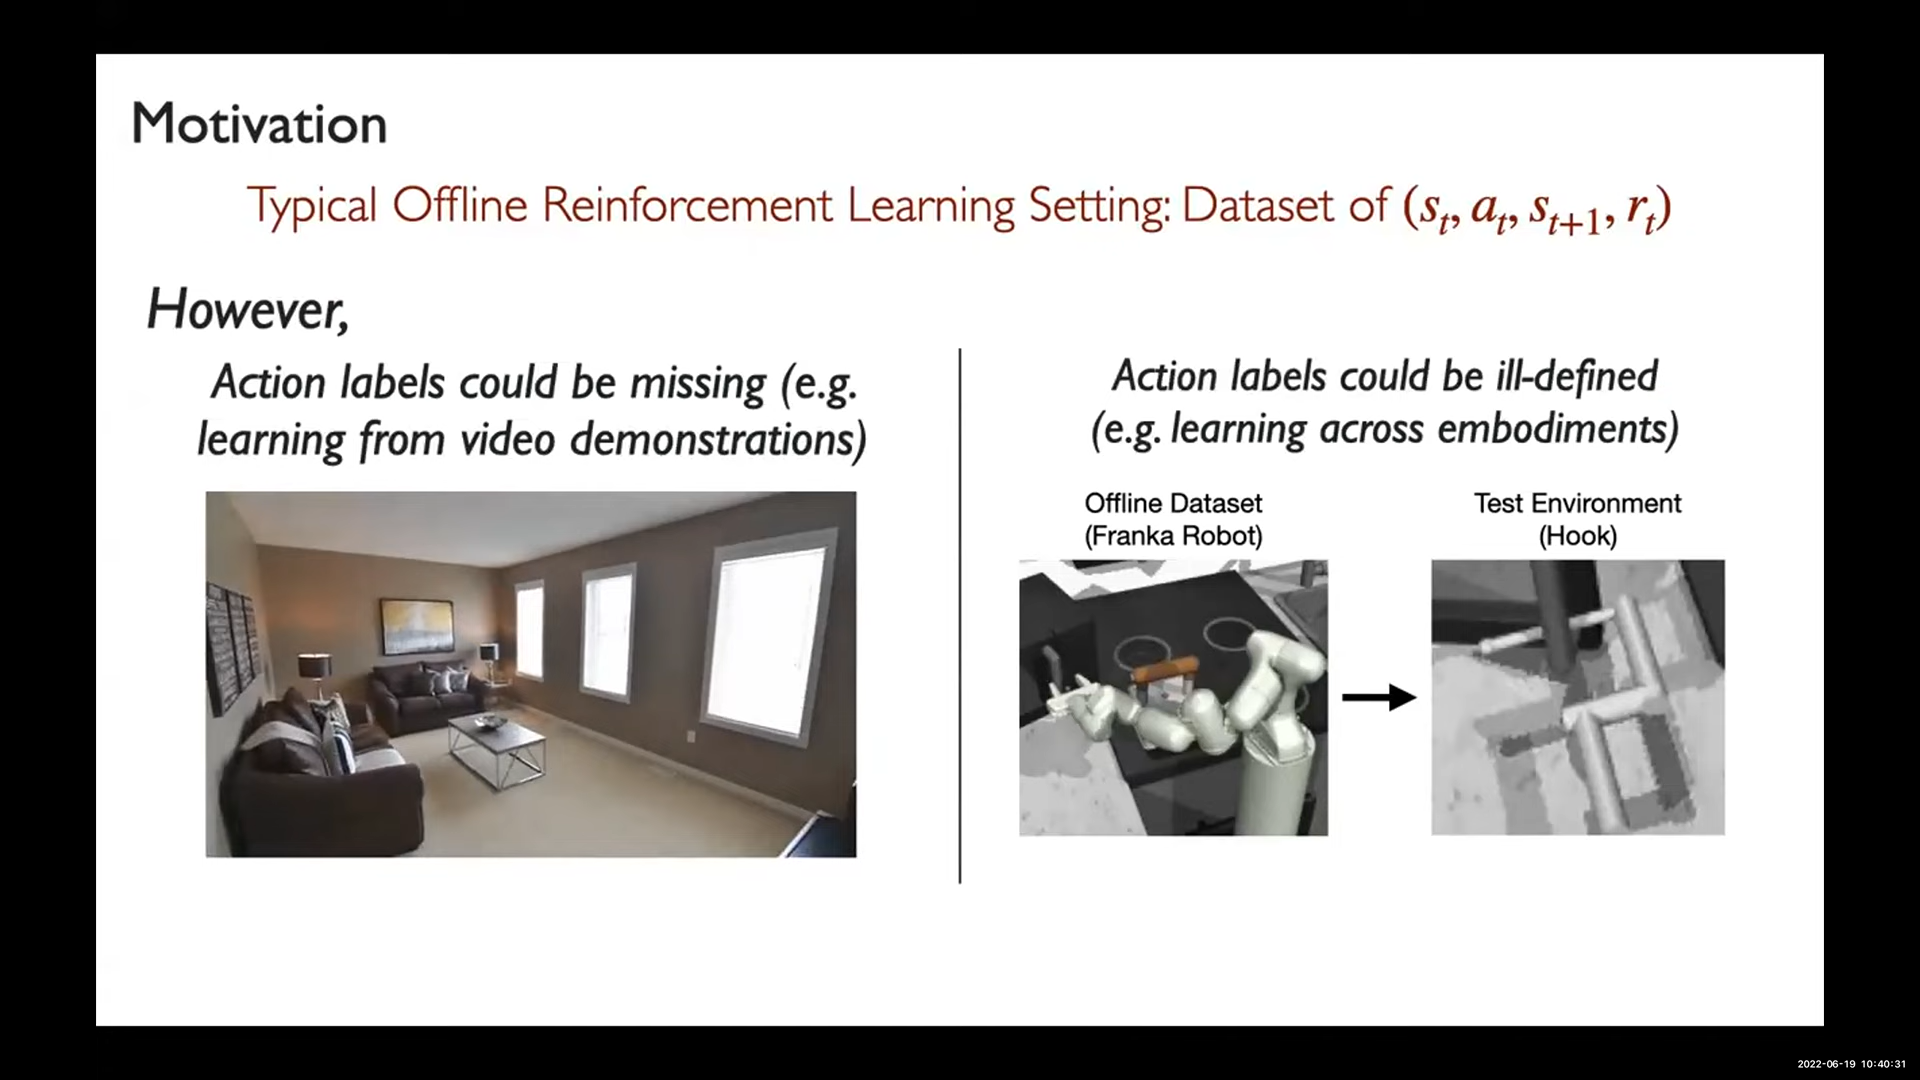 Motivation
Typical Offline Reinforcement Learning Setting: Dataset of (s_t, a_t, s_{t+1}, r_t)
However,
Action labels could be missing (e.g.
learning from video demonstrations)
Action labels could be ill-defined
(e.g. learning across embodiments)
Offline Dataset
(Franka Robot)
Test Environment
(Hook)
2022-06-19 10:40:31